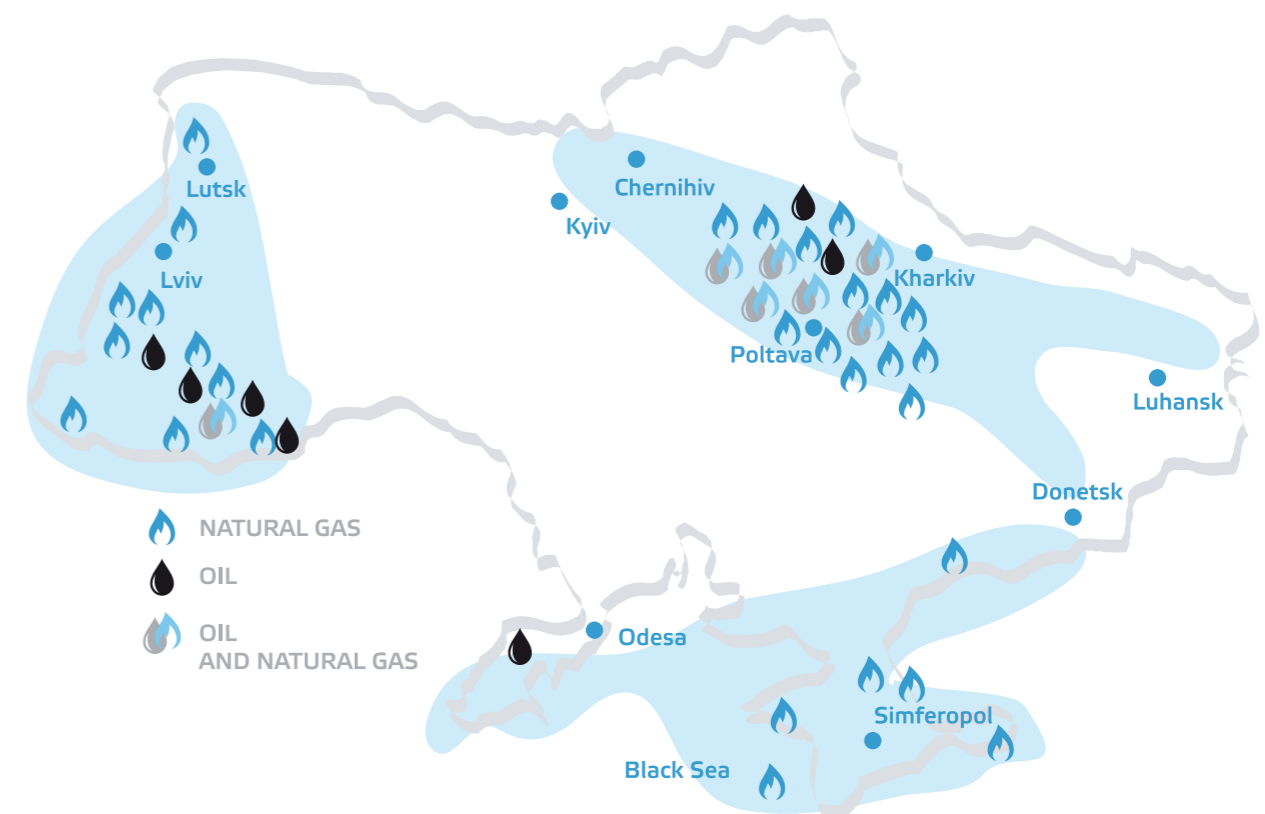 Chernihiv
Lutsk
Kyiv
Lviv
Kharkiv
Poltava
Luhansk
Donetsk
NATURAL GAS
OIL
OIL
AND NATURAL GAS
Odesa
Simferopol
Black Sea